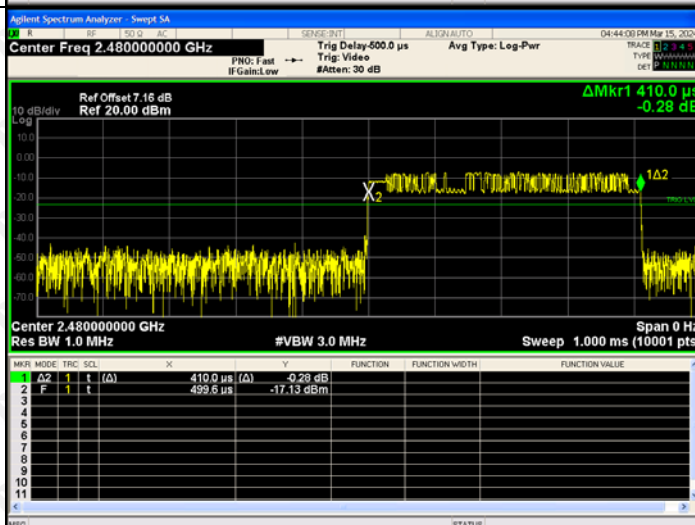 Agilent Spectrum Analyzer - Swept SA
R RF 50 Ω AC SENSE:INT ALIGN AUTO 04:44:08 PM Mar 15, 202
Center Freq 2.480000000 GHz Trig Delay-500.0 µs Avg Type: Log-Pwr TRACE 1 2 3 4 5
PNO: Fast Trig: Video TYPE
IFGain:Low #Atten: 30 dB DET P N N N N
ΔMkr1 410.0 µs
-0.28 dB
Ref Offset 7.16 dB
10 dB/div Ref 20.00 dBm
Log
10.0
0.00
-10.0
1Δ2
X2
-20.0
TRIG LVL
-30.0
-40.0
-50.0
-60.0
-70.0
Center 2.480000000 GHz Span 0 Hz
Res BW 1.0 MHz #VBW 3.0 MHz Sweep 1.000 ms (10001 pts
MKR MODE TRC SCL X Y FUNCTION FUNCTION WIDTH FUNCTION VALUE
1 Δ2 1 t (Δ) 410.0 µs (Δ) -0.28 dB
2 F 1 t 499.6 µs -17.13 dBm
3
4
5
6
7
8
9
10
11
MSG STATUS